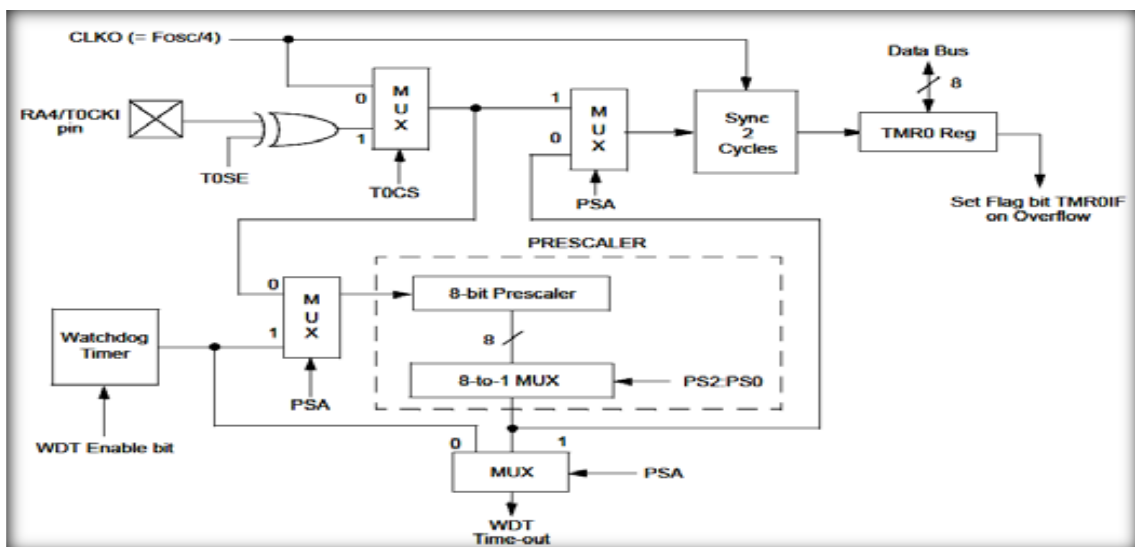 CLKO (= Fosc/4)
Data Bus
8
RA4/T0CKI
pin
T0SE
0
1
M
U
X
T0CS
1
0
M
U
X
PSA
Sync
2
Cycles
TMR0 Reg
Set Flag bit TMR0IF
on Overflow
PRESCALER
8-bit Prescaler
8
8-to-1 MUX
PS2:PS0
Watchdog
Timer
WDT Enable bit
0
1
M
U
X
PSA
0
1
MUX
PSA
WDT
Time-out